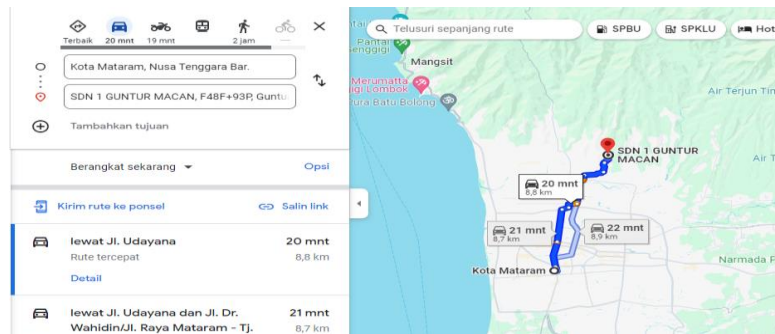 Terbaik
20 mnt
19 mnt
2 jam
Kota Mataram, Nusa Tenggara Bar.
SDN 1 GUNTUR MACAN, F48F+93P, Guntu
Tambahkan tujuan
Berangkat sekarang
Opsi
Kirim rute ke ponsel
Salin link
lewat Jl. Udayana
20 mnt
Rute tercepat
8,8 km
Detail
lewat Jl. Udayana dan Jl. Dr.
21 mnt
Wahidin/Jl. Raya Mataram - Tj.
8,7 km
Telusuri sepanjang rute
SPBU
SPKLU
Hot
Pantai
enggigi
Mangsit
Merumatta
gigi Lombok
ura Batu Bolong
Air Terjun Tin
SDN 1 GUNTUR
MACAN
Air T
20 mnt
8,8 km
21 mnt
8,7 km
22 mnt
8,9 km
Kota Mataram
Narmada P